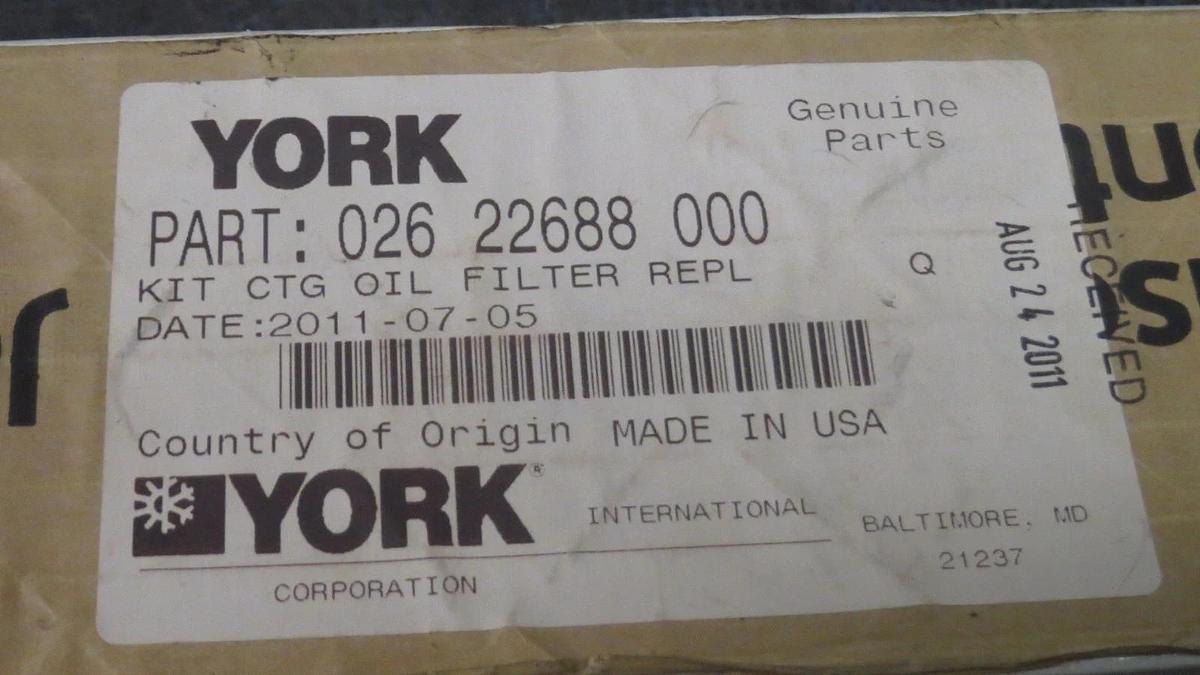 YORK
Genuine
Parts
PART: 026 22688 000
KIT CTG OIL FILTER REPL
Q
DATE:2011-07-05
Country of Origin MADE IN USA
YORK®
INTERNATIONAL
BALTIMORE, MD
21237
CORPORATION
RECEIVED
AUG 24 2011